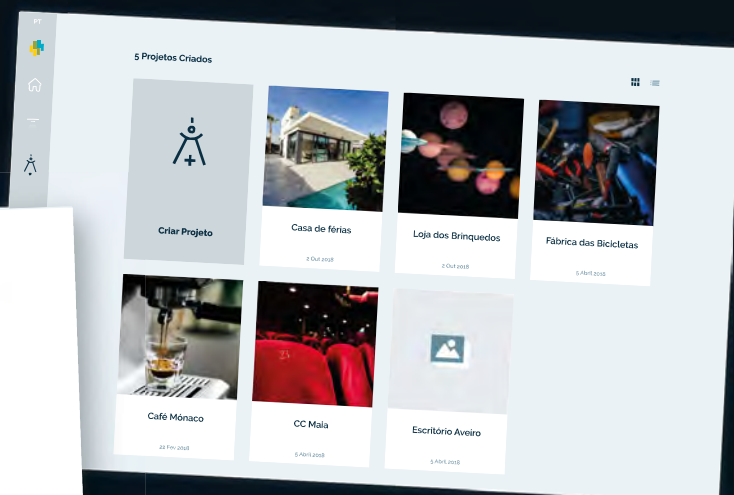 PT
5 Projetos Criados
Criar Projeto
Casa de férias
2 Out 2018
Loja dos Brinquedos
2 Out 2018
Fábrica das Bicicletas
5 Abril 2018
Café Mónaco
22 Fev 2018
CC Maia
5 Abril 2018
Escritório Aveiro
5 Abril 2018